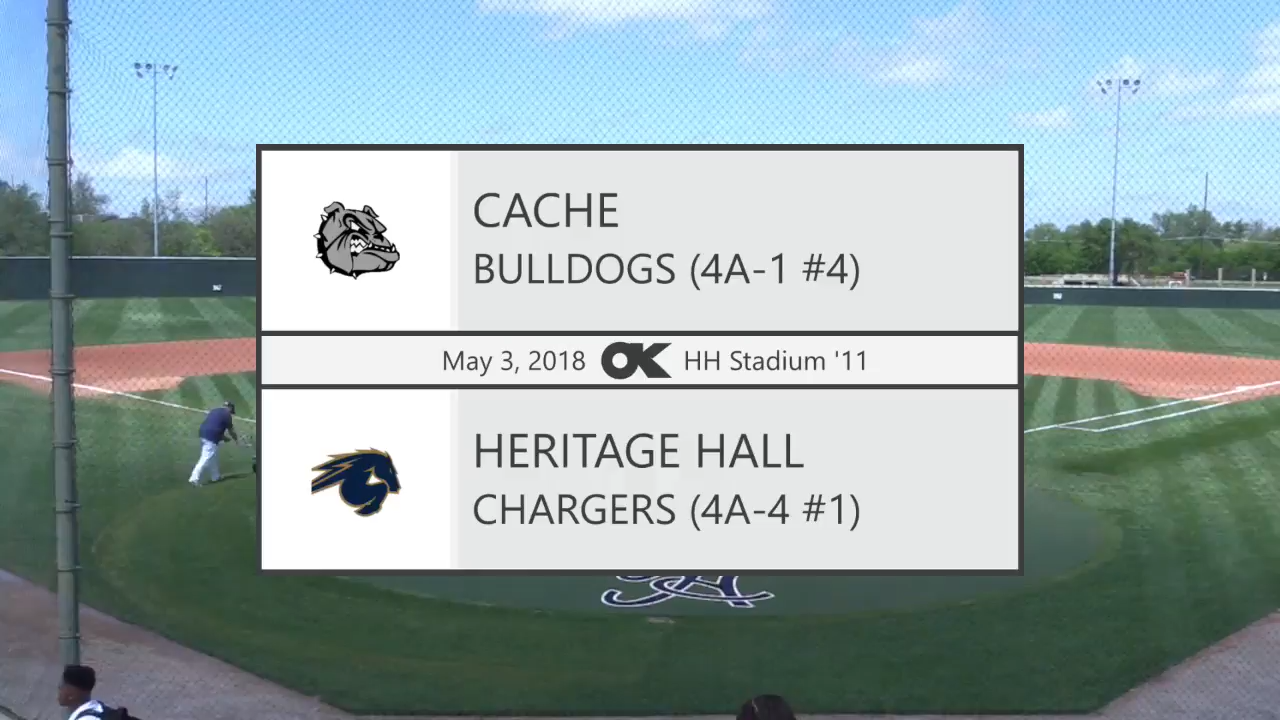 CACHE
BULLDOGS (4A-1 #4)
May 3, 2018 OK HH Stadium '11
HERITAGE HALL
CHARGERS (4A-4 #1)